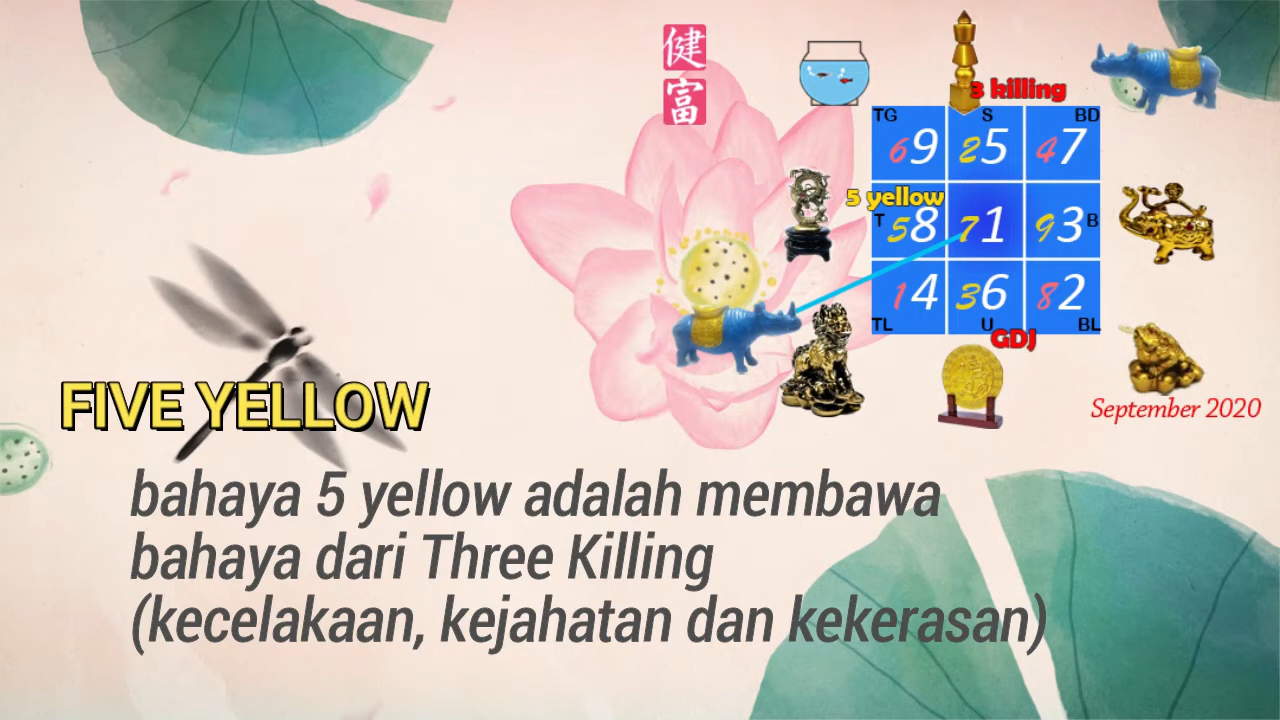 健
富
3 killing
TG S BD
69 25 47
5 yellow
T 58 71 93 B
14 36 82
TL U BL
GDJ
September 2020
FIVE YELLOW
bahaya 5 yellow adalah membawa
bahaya dari Three Killing
(kecelakaan, kejahatan dan kekerasan)